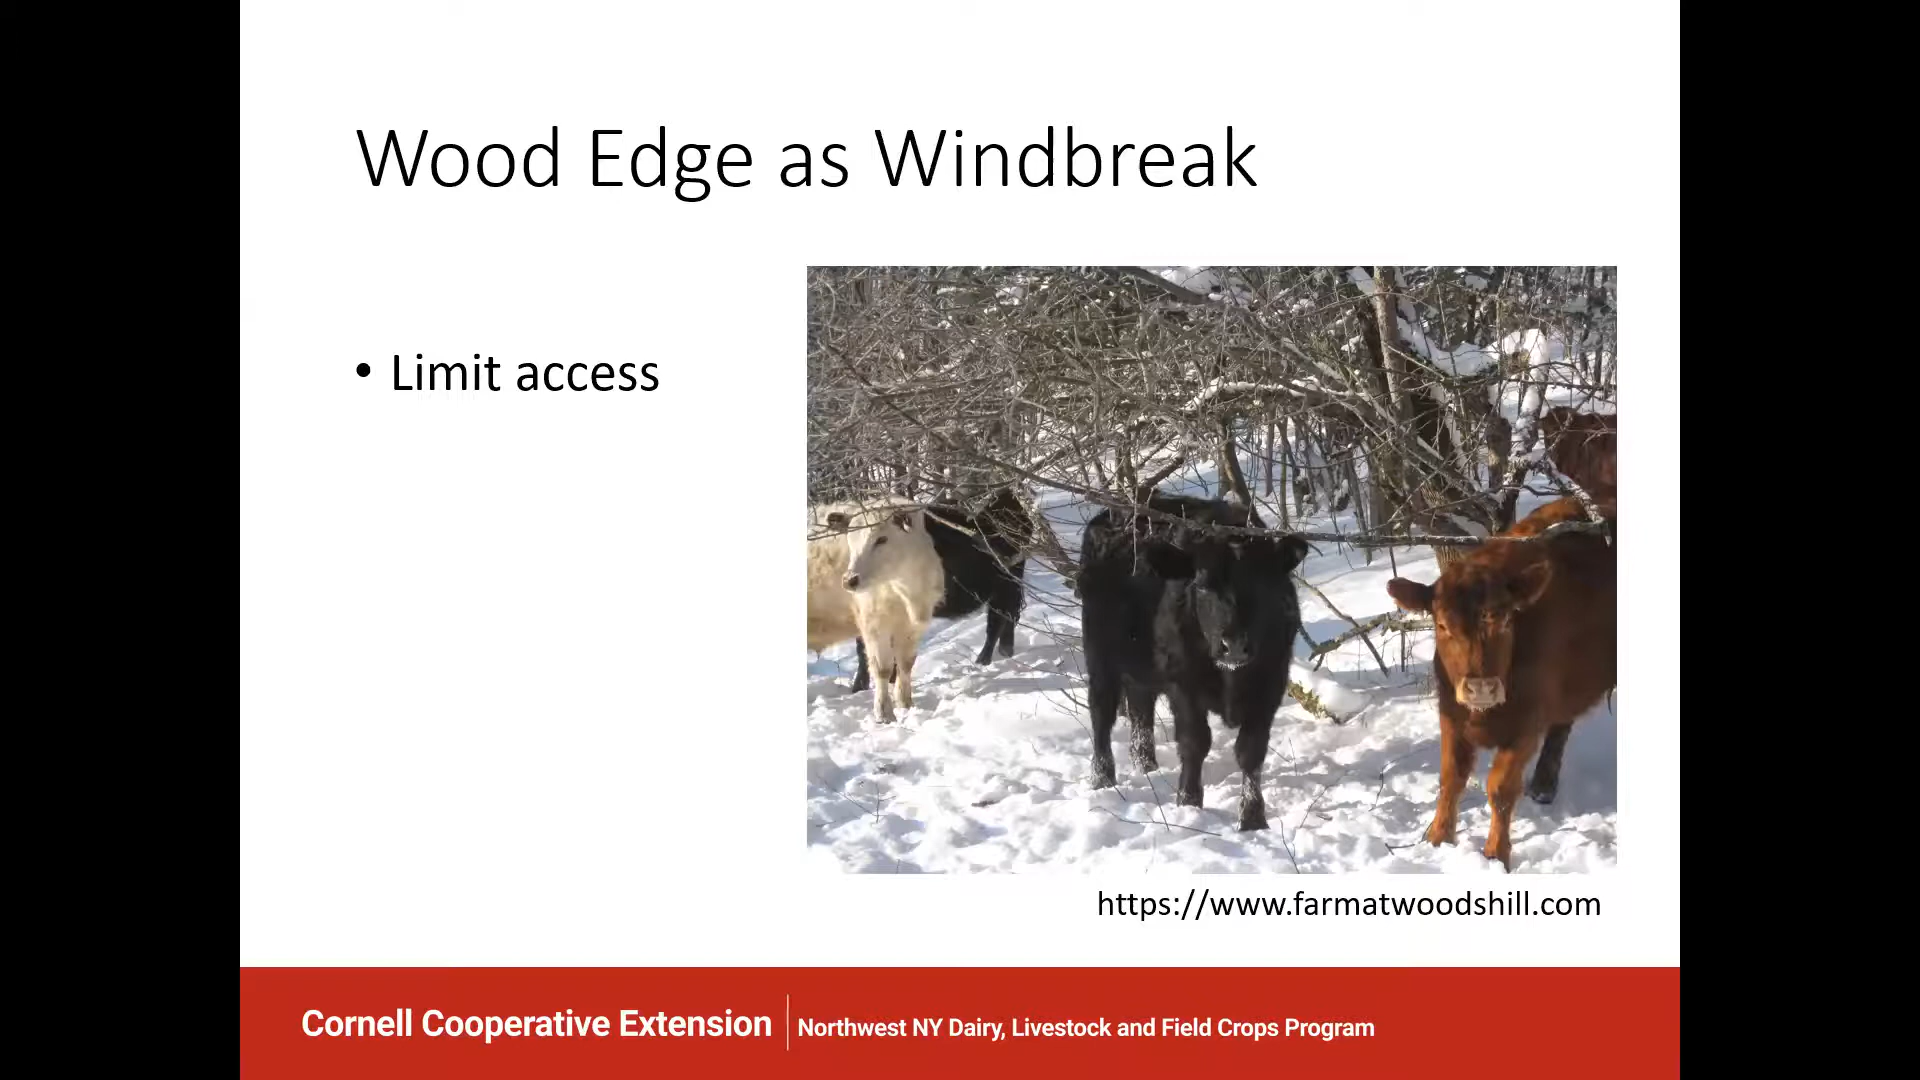 Wood Edge as Windbreak
• Limit access
https://www.farmatwoodshill.com
Cornell Cooperative Extension | Northwest NY Dairy, Livestock and Field Crops Program